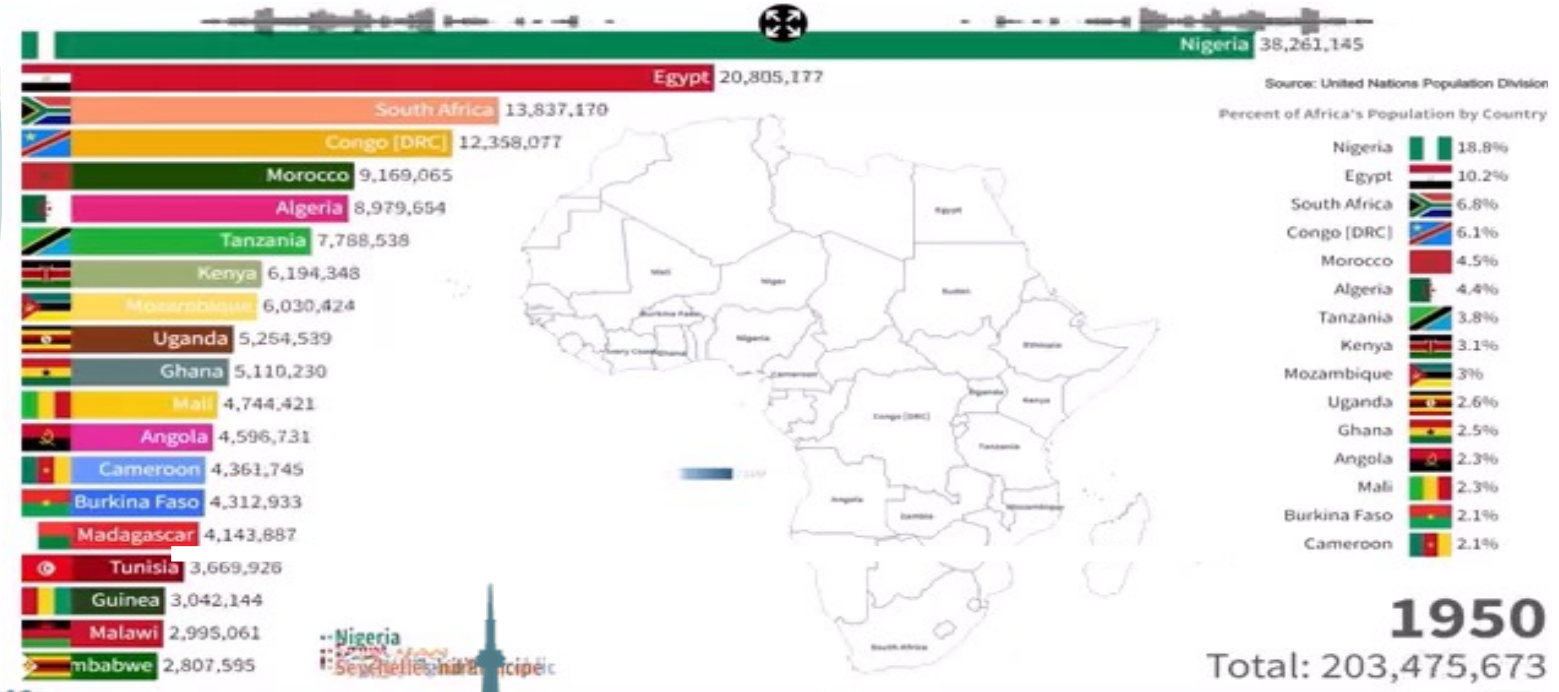 Nigeria 38,261,145
Egypt 20,805,177
South Africa 13,837,170
Congo [DRC] 12,358,077
Morocco 9,169,065
Algeria 8,979,654
Tanzania 7,788,538
Kenya 6,194,348
Mozambique 6,030,424
Uganda 5,254,539
Ghana 5,110,230
Mali 4,744,421
Angola 4,596,731
Cameroon 4,361,745
Burkina Faso 4,312,933
Madagascar 4,143,887
Tunisia 3,669,926
Guinea 3,042,144
Malawi 2,995,061
mbabwe 2,807,595
Source: United Nations Population Division
Percent of Africa's Population by Country
Nigeria 18.8%
Egypt 10.2%
South Africa 6.8%
Congo [DRC] 6.1%
Morocco 4.5%
Algeria 4.4%
Tanzania 3.8%
Kenya 3.1%
Mozambique 3%
Uganda 2.6%
Ghana 2.5%
Angola 2.3%
Mali 2.3%
Burkina Faso 2.1%
Cameroon 2.1%
Egypt
Mali
Niger
Sudan
Burkina Faso
Nigeria
Ethiopia
Ghana
Cameroon
Uganda
Kenya
Congo [DRC]
Tanzania
Angola
Zambia
Mozambique
South Africa
Nigeria
1950
Total: 203,475,673